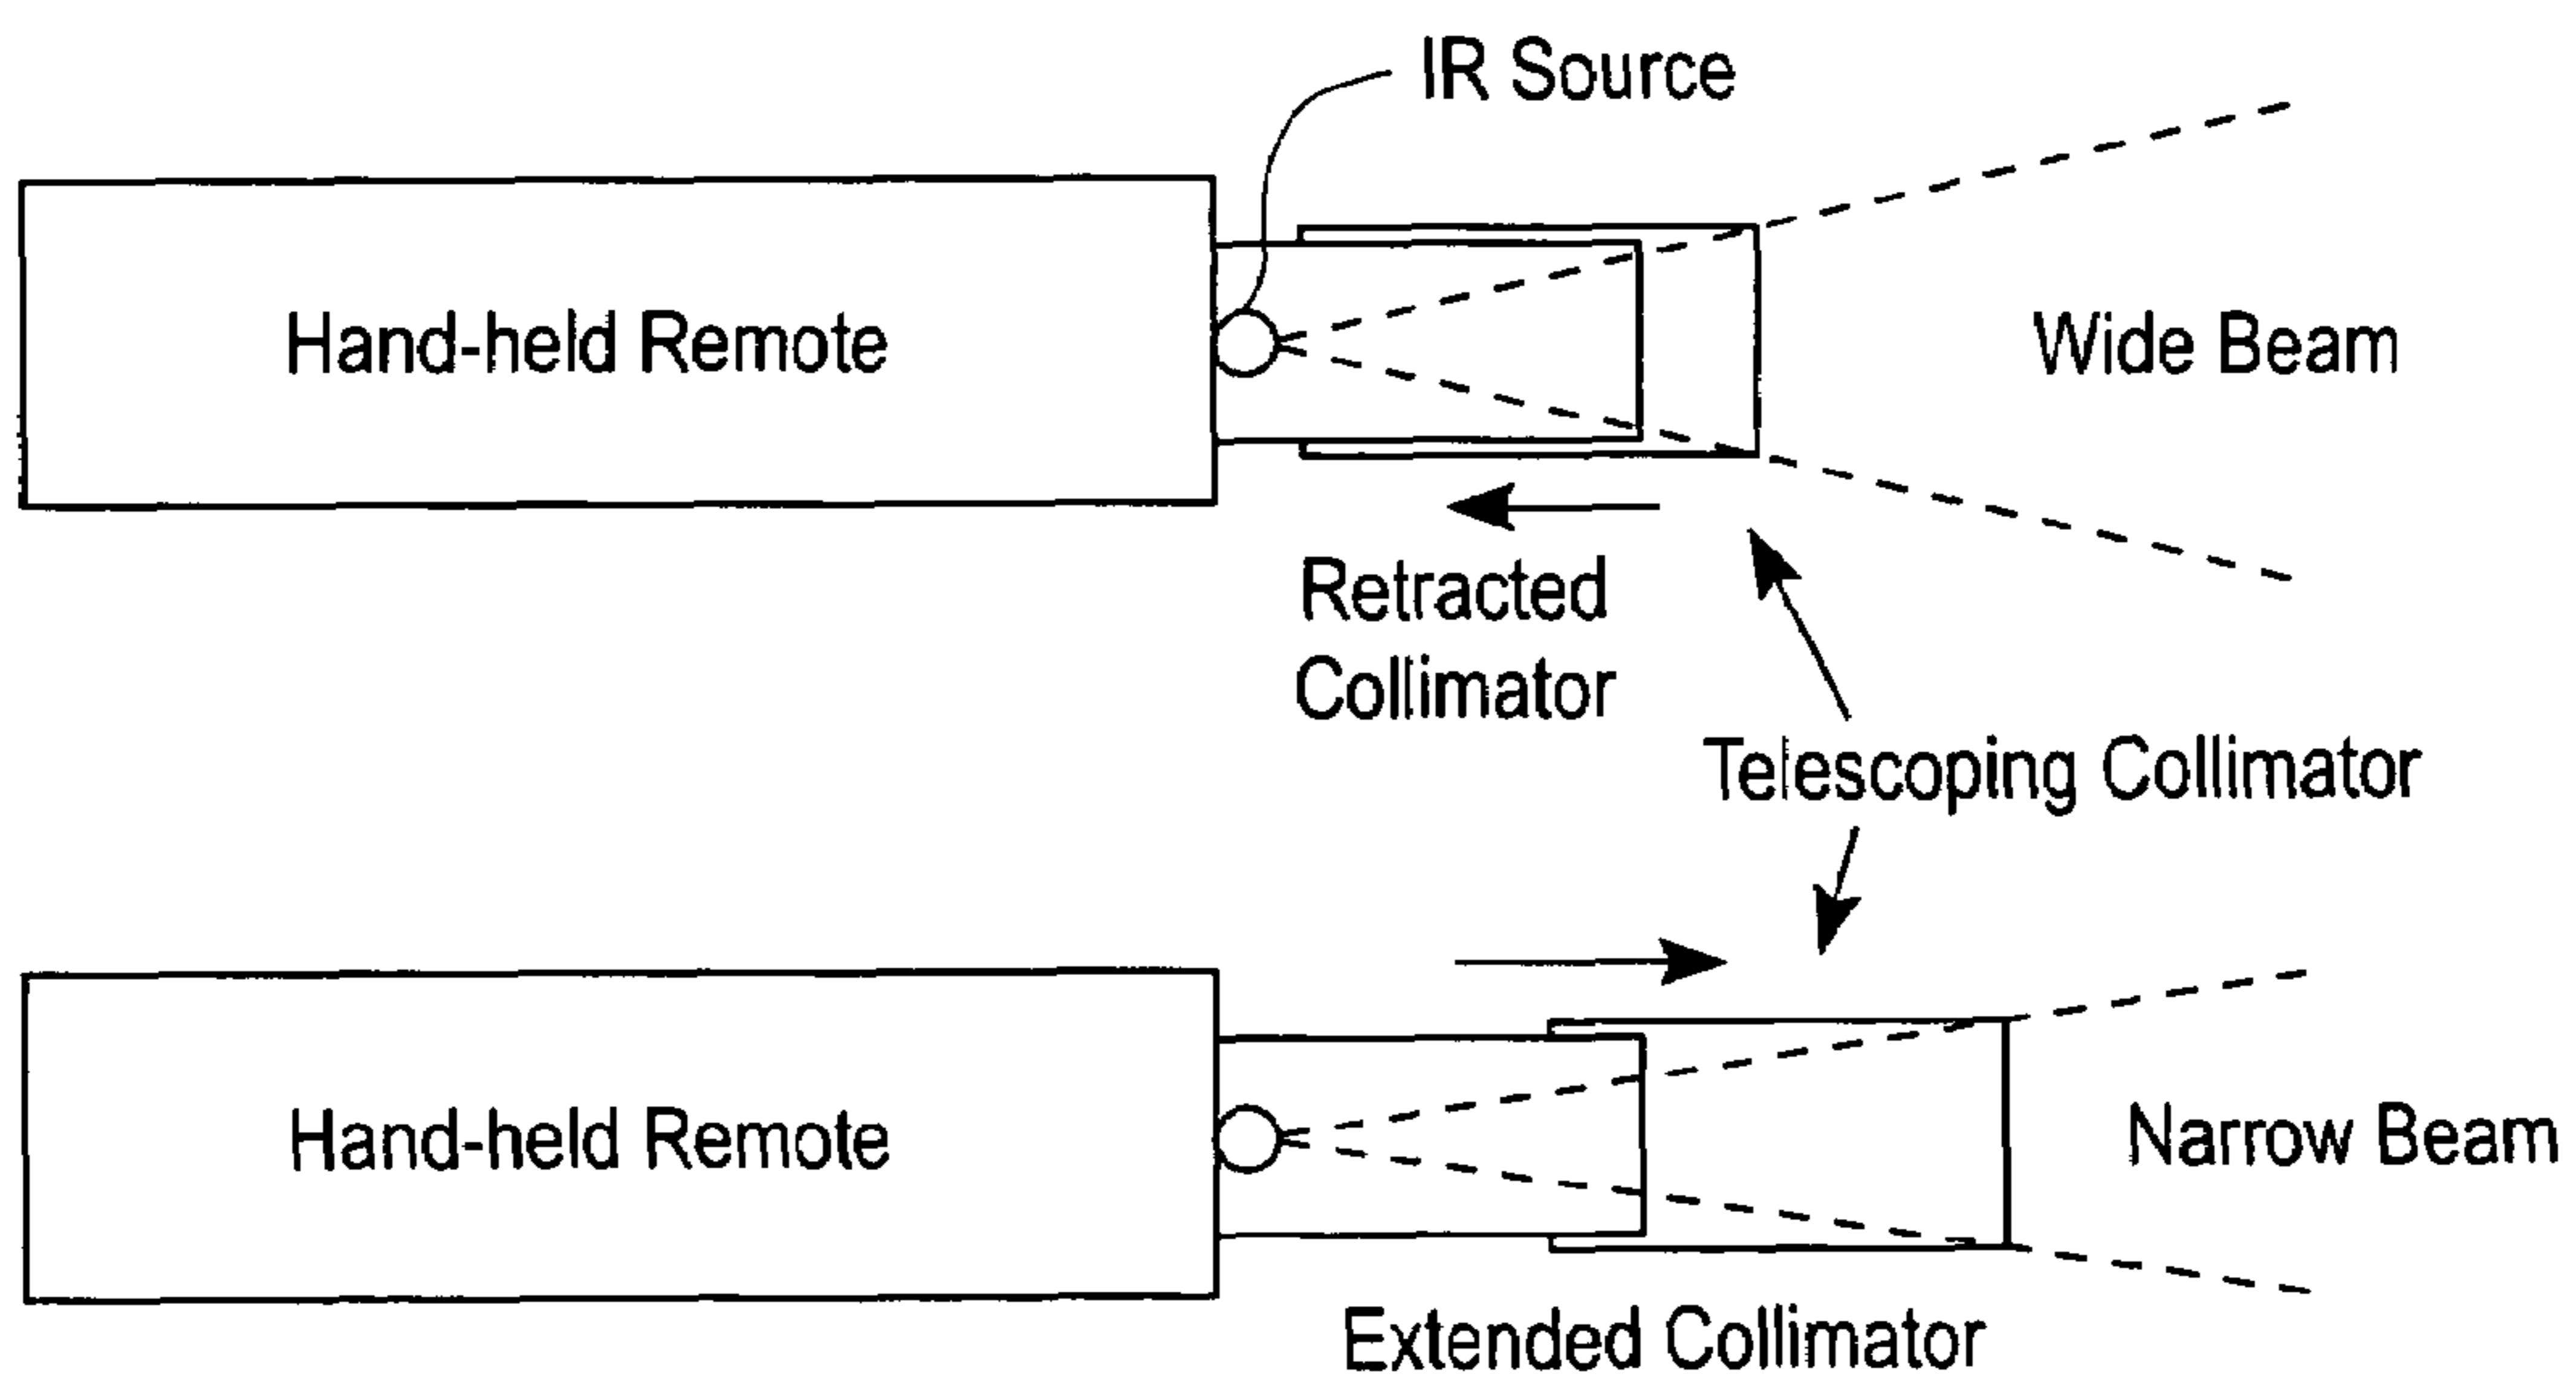 IR Source
Hand-held Remote
Wide Beam
Retracted
Collimator
Telescoping Collimator
Hand-held Remote
Narrow Beam
Extended Collimator